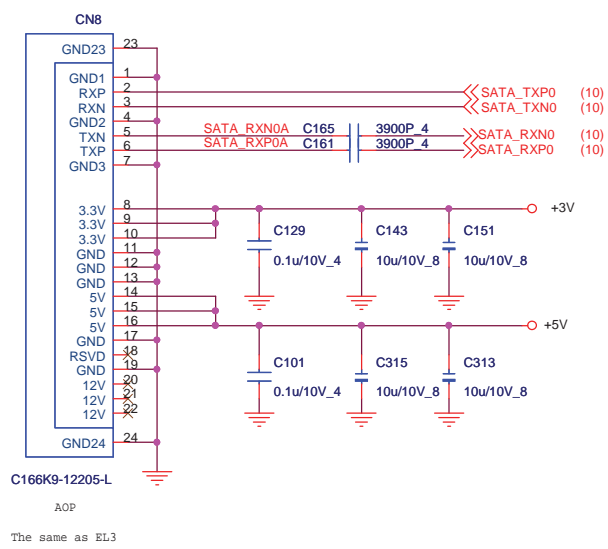 CN8
GND23 23
GND1 1
RXP 2 SATA_TXP0 (10)
RXN 3 SATA_TXN0 (10)
GND2 4
TXN 5 SATA_RXN0A C165 3900P_4 SATA_RXN0 (10)
TXP 6 SATA_RXP0A C161 3900P_4 SATA_RXP0 (10)
GND3 7
3.3V 8 +3V
3.3V 9
3.3V 10
GND 11
GND 12
GND 13
C129 C143 C151
0.1u/10V_4 10u/10V_8 10u/10V_8
5V 14
5V 15
5V 16 +5V
GND 17
RSVD 18
GND 19
12V 20
12V 21
12V 22
C101 C315 C313
0.1u/10V_4 10u/10V_8 10u/10V_8
GND24 24
C166K9-12205-L
AOP
The same as EL3